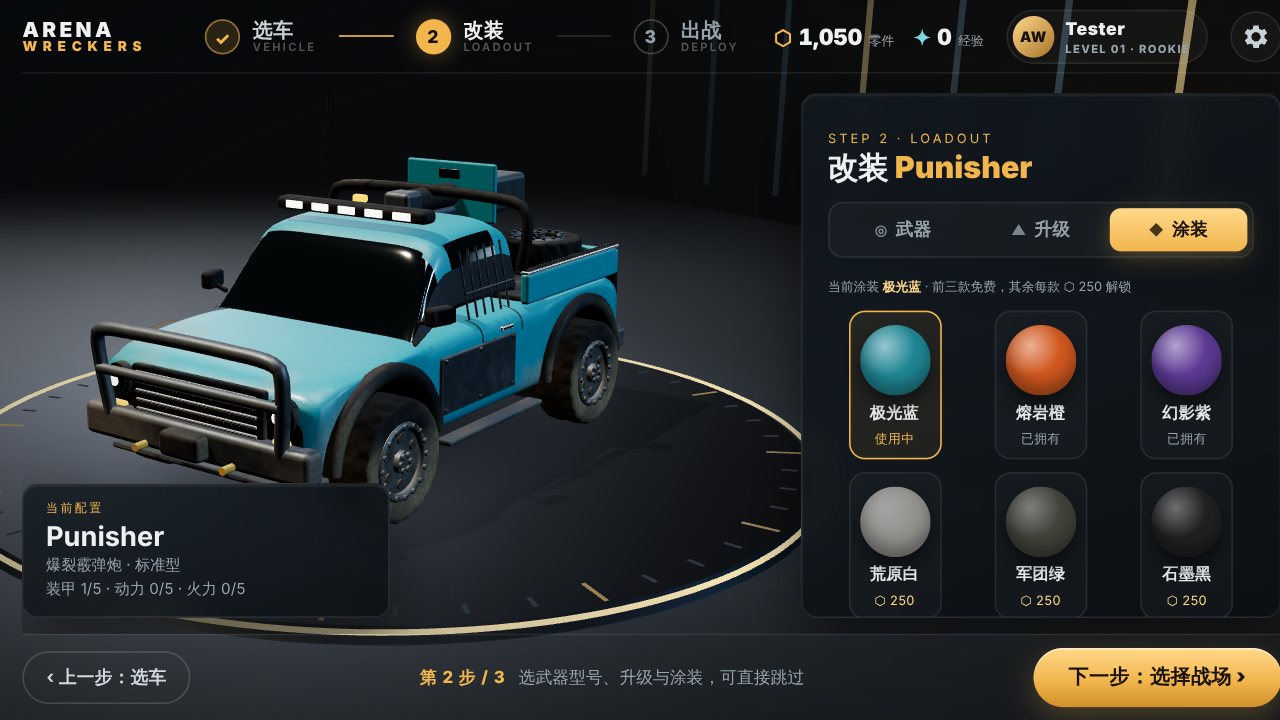 ARENA
WRECKERS
选车
VEHICLE
2
改装
LOADOUT
3
出战
DEPLOY
1,050 零件
0 经验
AW
Tester
LEVEL 01 · ROOKIE
STEP 2 · LOADOUT
改装 Punisher
武器
升级
涂装
当前涂装 极光蓝 · 前三款免费，其余每款 ⬡ 250 解锁
极光蓝
使用中
熔岩橙
已拥有
幻影紫
已拥有
荒原白
⬡ 250
军团绿
⬡ 250
石墨黑
⬡ 250
当前配置
Punisher
爆裂霰弹炮 · 标准型
装甲 1/5 · 动力 0/5 · 火力 0/5
‹ 上一步：选车
第 2 步 / 3 选武器型号、升级与涂装，可直接跳过
下一步：选择战场 ›